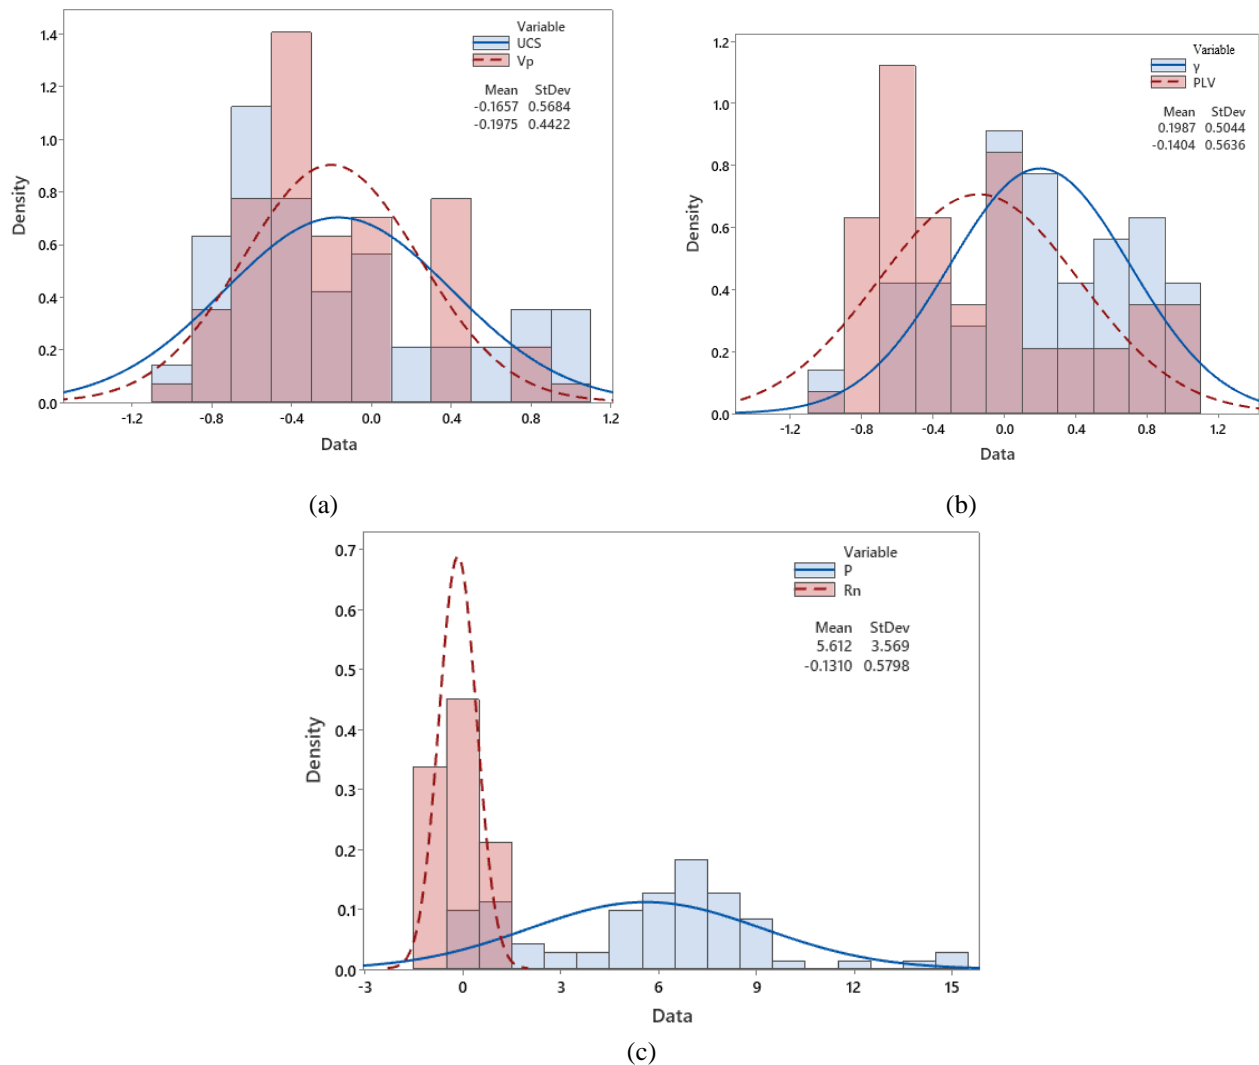 Variable
UCS
Vp
Mean StDev
-0.1657 0.5684
-0.1975 0.4422
1.4
1.2
1.0
0.8
0.6
0.4
0.2
0.0
Density
-1.2 -0.8 -0.4 0.0 0.4 0.8 1.2
Data
(a)
Variable
y
PLV
Mean StDev
0.1987 0.5044
-0.1404 0.5636
1.2
1.0
0.8
0.6
0.4
0.2
0.0
Density
-1.2 -0.8 -0.4 0.0 0.4 0.8 1.2
Data
(b)
Variable
P
Rn
Mean StDev
5.612 3.569
-0.1310 0.5798
0.7
0.6
0.5
0.4
0.3
0.2
0.1
0.0
Density
-3 0 3 6 9 12 15
Data
(c)